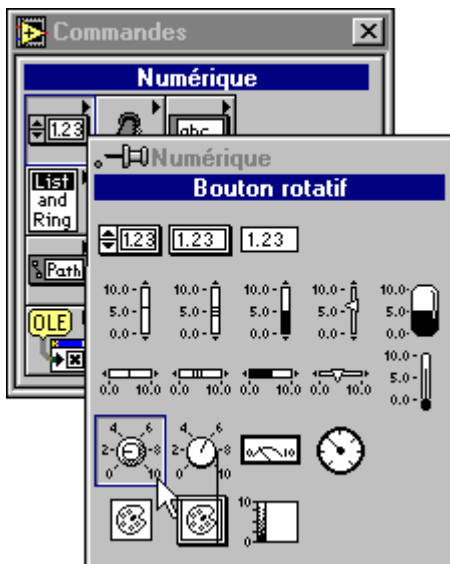 Commandes
Numérique
1.23
abc
List
and
Ring
Path
OLE
Numérique
Bouton rotatif
1.23 1.23 1.23
10.0 10.0 10.0 10.0 10.0
5.0 5.0 5.0 5.0 5.0
0.0 0.0 0.0 0.0 0.0
10.0
5.0
0.0
0.0 10.0 0.0 10.0 0.0 10.0 0.0 10.0
4 6 4 6
2 8 2 8 0 10
0 10 0
10
0